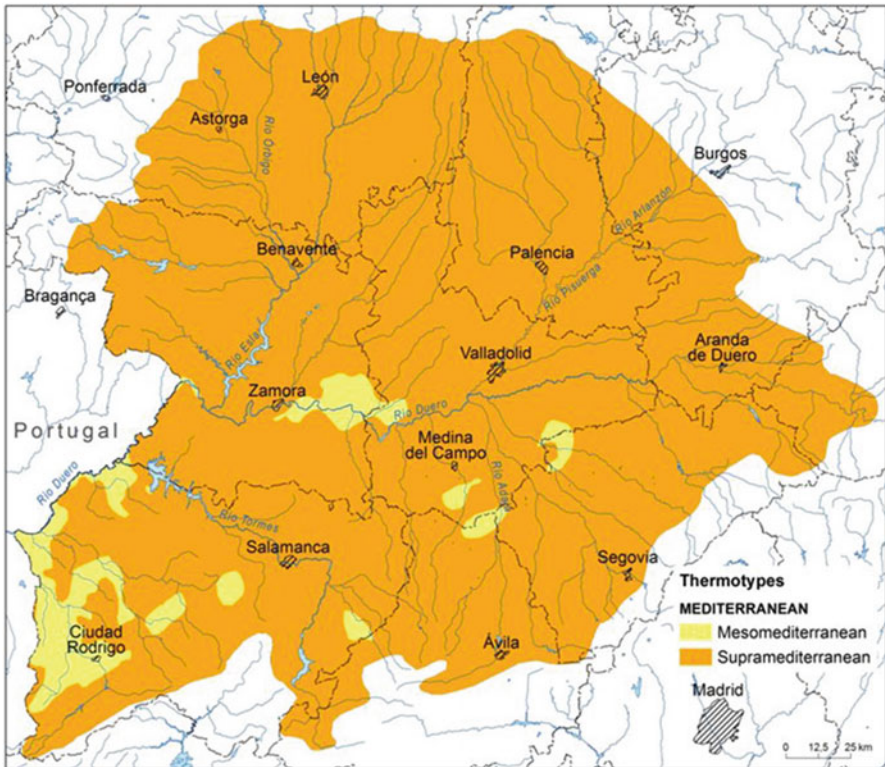 León
Ponferrada
Astorga
Río Orbigo
Burgos
Río Arlanzón
Benavente
Palencia
Bragança
Río Pisuerga
Río Esla
Valladolid
Aranda
de Duero
Zamora
Río Duero
Portugal
Medina
del Campo
Río Duero
Río Adaja
Río Tormes
Salamanca
Segovia
Ciudad
Rodrigo
Ávila
Thermotypes
MEDITERRANEAN
Mesomediterranean
Supramediterranean
Madrid
0 12,5 25 km